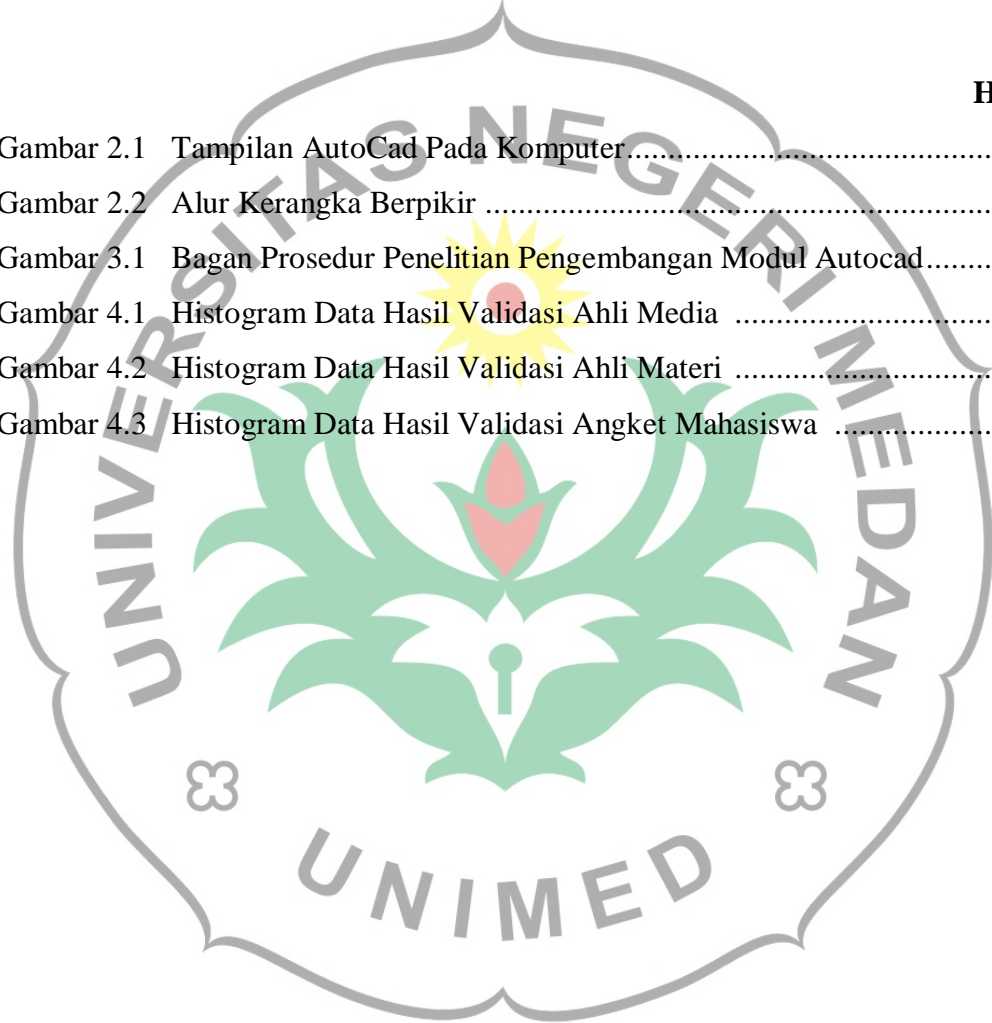 H
Gambar 2.1 Tampilan AutoCad Pada Komputer................................................
Gambar 2.2 Alur Kerangka Berpikir ................................................................
Gambar 3.1 Bagan Prosedur Penelitian Pengembangan Modul Autocad........
Gambar 4.1 Histogram Data Hasil Validasi Ahli Media ...............................
Gambar 4.2 Histogram Data Hasil Validasi Ahli Materi ...............................
Gambar 4.3 Histogram Data Hasil Validasi Angket Mahasiswa ...................
UNIVERSITAS NEGERI MEDAN
UNIMED